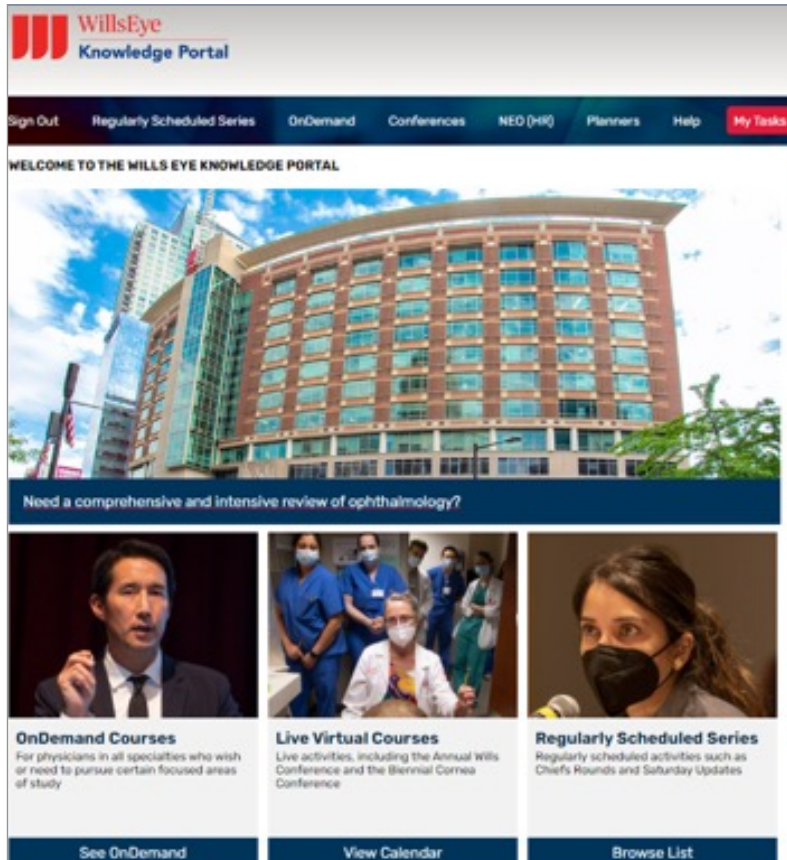 WillsEye
Knowledge Portal
Sign Out Regularly Scheduled Series OnDemand Conferences NEO (HR) Planners Help My Tasks
WELCOME TO THE WILLS EYE KNOWLEDGE PORTAL
Need a comprehensive and intensive review of ophthalmology?
OnDemand Courses
For physicians in all specialties who wish
or need to pursue certain focused areas
of study
See OnDemand
Live Virtual Courses
Live activities, including the Annual Wills
Conference and the Biennial Cornea
Conference
View Calendar
Regularly Scheduled Series
Regularly scheduled activities such as
Chiefs Rounds and Saturday Updates
Browse List